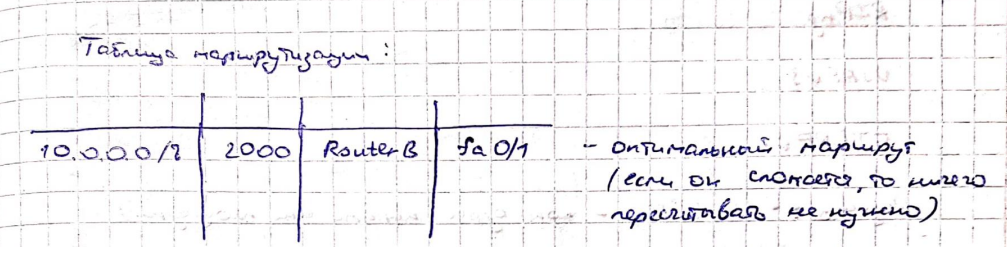 Таблица маршрутизации:
10.0.0.0/8 2000 RouterB fa 0/1 - оптимальный маршрут
(если он сломается, то ничего
пересчитывать не нужно)